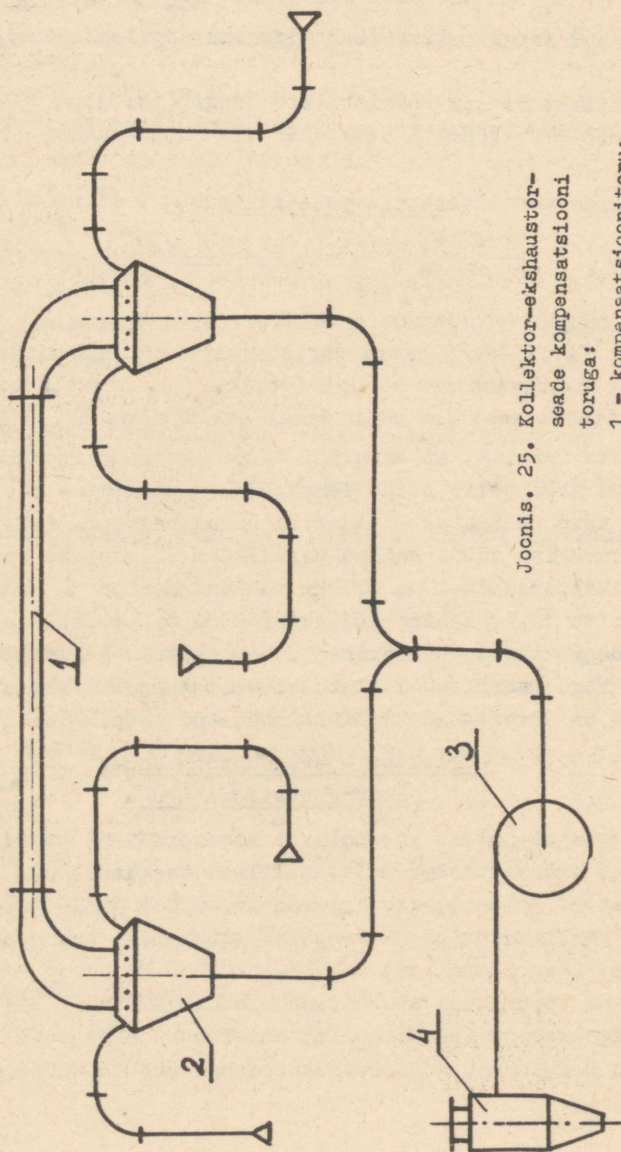 1
2
3
4
Joonis. 25. Kollektor-ekshaustor-
seade kompensatsiooni
toruga:
1 - kompensatsioonitoru;